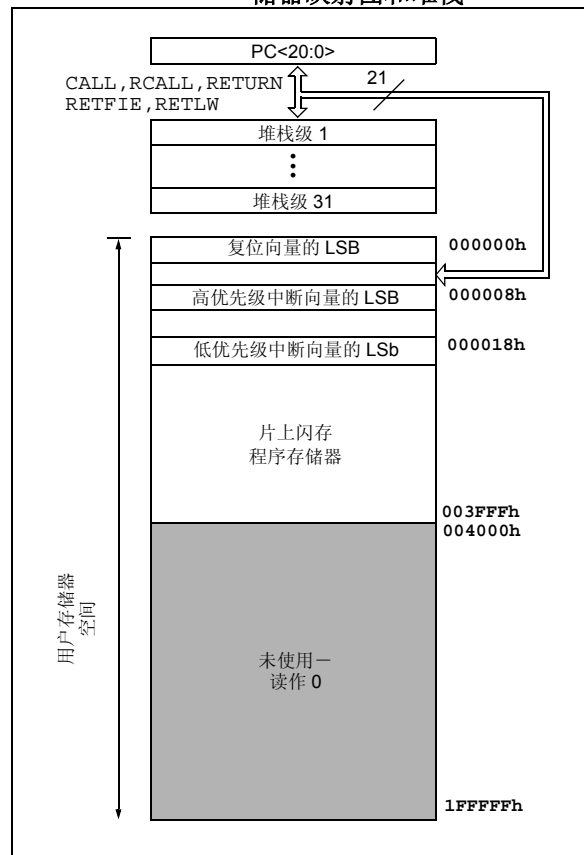 储器映射图和堆栈
PC<20:0>
CALL,RCALL,RETURN
RETFIE,RETLW
21
堆栈级 1
堆栈级 31
复位向量的 LSB
000000h
高优先级中断向量的 LSB
000008h
低优先级中断向量的 LSb
000018h
片上闪存
程序存储器
003FFFh
004000h
用户存储器
空间
未使用－
读作 0
1FFFFFh